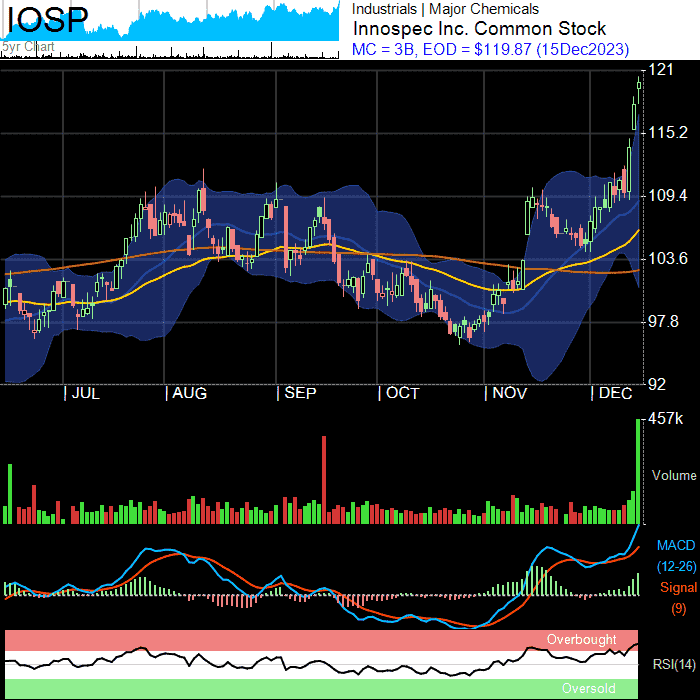 IOSP
5yr Chart
Industrials | Major Chemicals
Innospec Inc. Common Stock
MC = 3B, EOD = $119.87 (15Dec2023)
121
115.2
109.4
103.6
97.8
92
| JUL | AUG | SEP | OCT | NOV | DEC
457k
Volume
MACD
(12-26)
Signal
(9)
Overbought
RSI(14)
Oversold